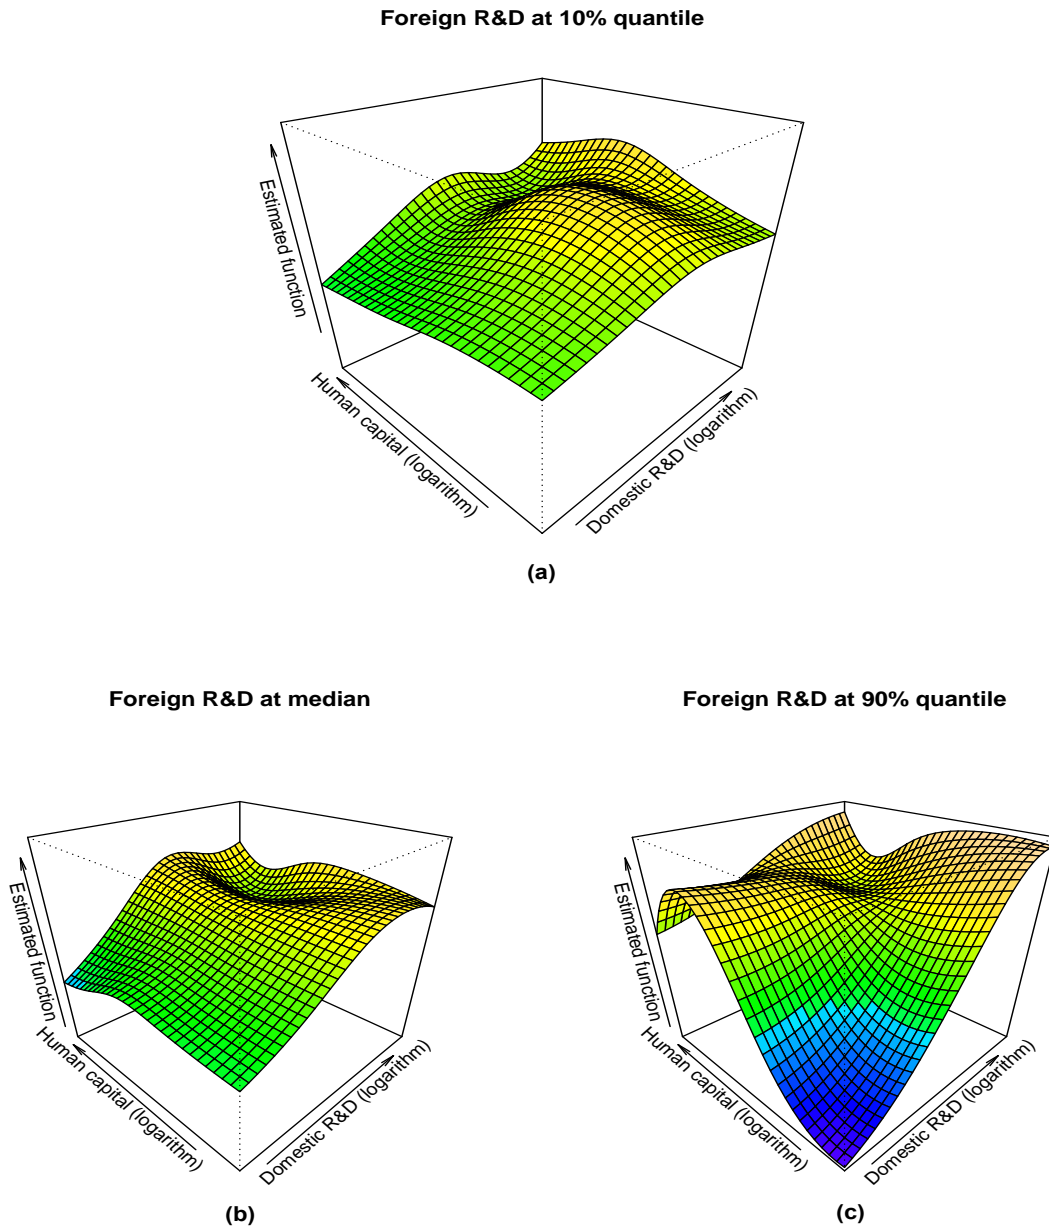 Foreign R&D at 10% quantile
Estimated function
Human capital (logarithm)
Domestic R&D (logarithm)
(a)
Foreign R&D at median
Estimated function
Human capital (logarithm)
Domestic R&D (logarithm)
(b)
Foreign R&D at 90% quantile
Estimated function
Human capital (logarithm)
Domestic R&D (logarithm)
(c)